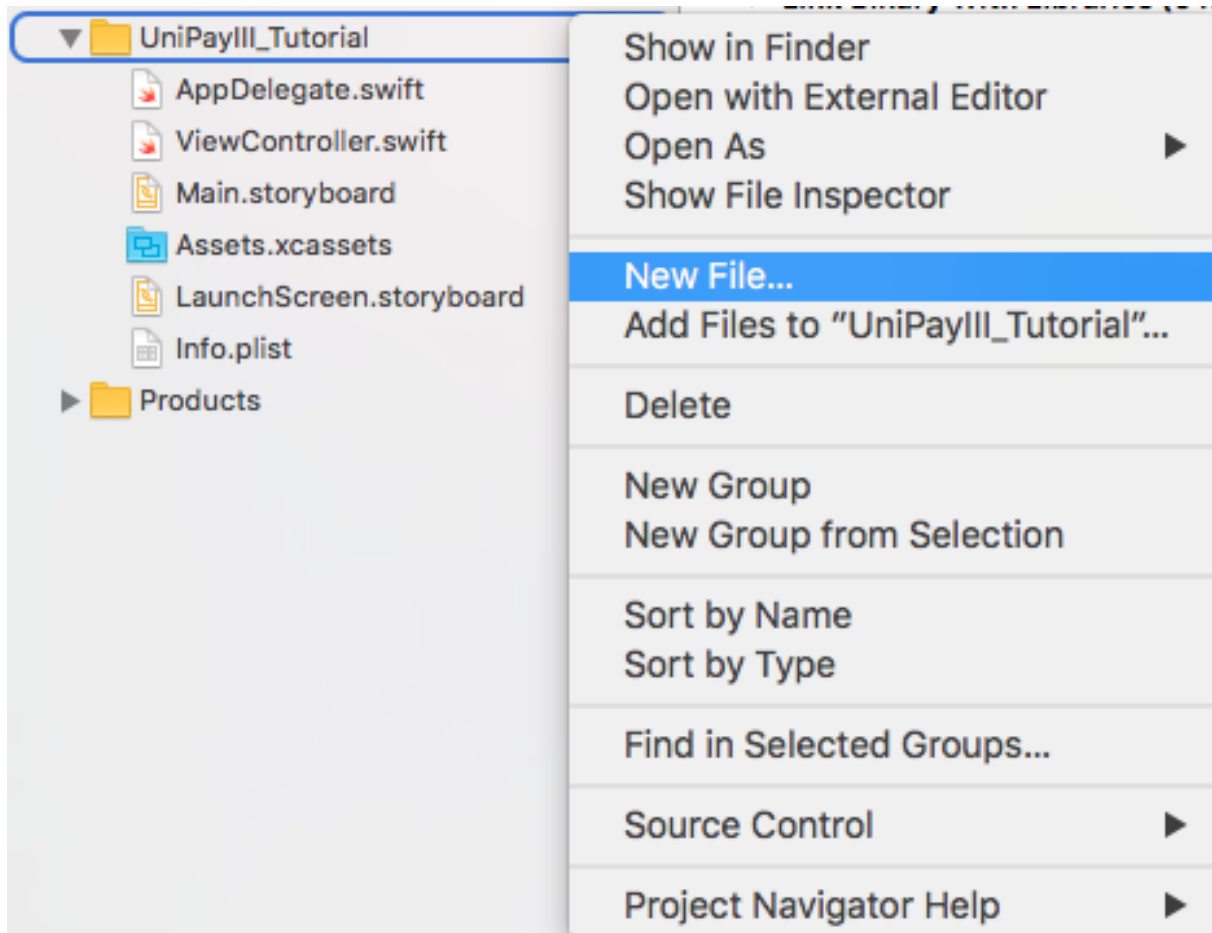 UniPayIII_Tutorial
AppDelegate.swift
ViewController.swift
Main.storyboard
Assets.xcassets
LaunchScreen.storyboard
Info.plist
Products
Show in Finder
Open with External Editor
Open As
Show File Inspector
New File...
Add Files to “UniPayIII_Tutorial”...
Delete
New Group
New Group from Selection
Sort by Name
Sort by Type
Find in Selected Groups...
Source Control
Project Navigator Help